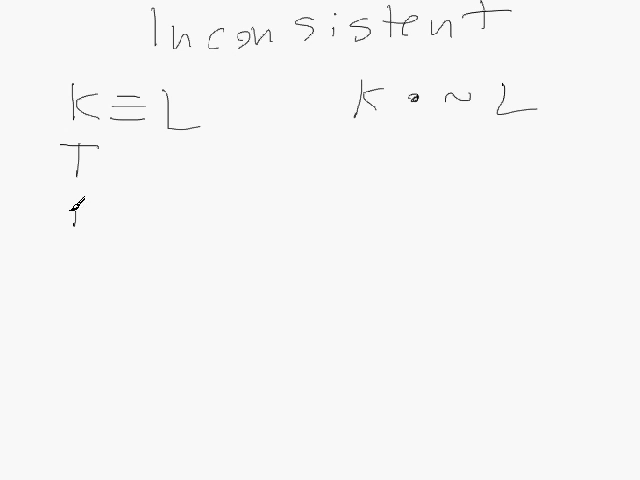 Inconsistent
K ≡ L K • ~ L
T